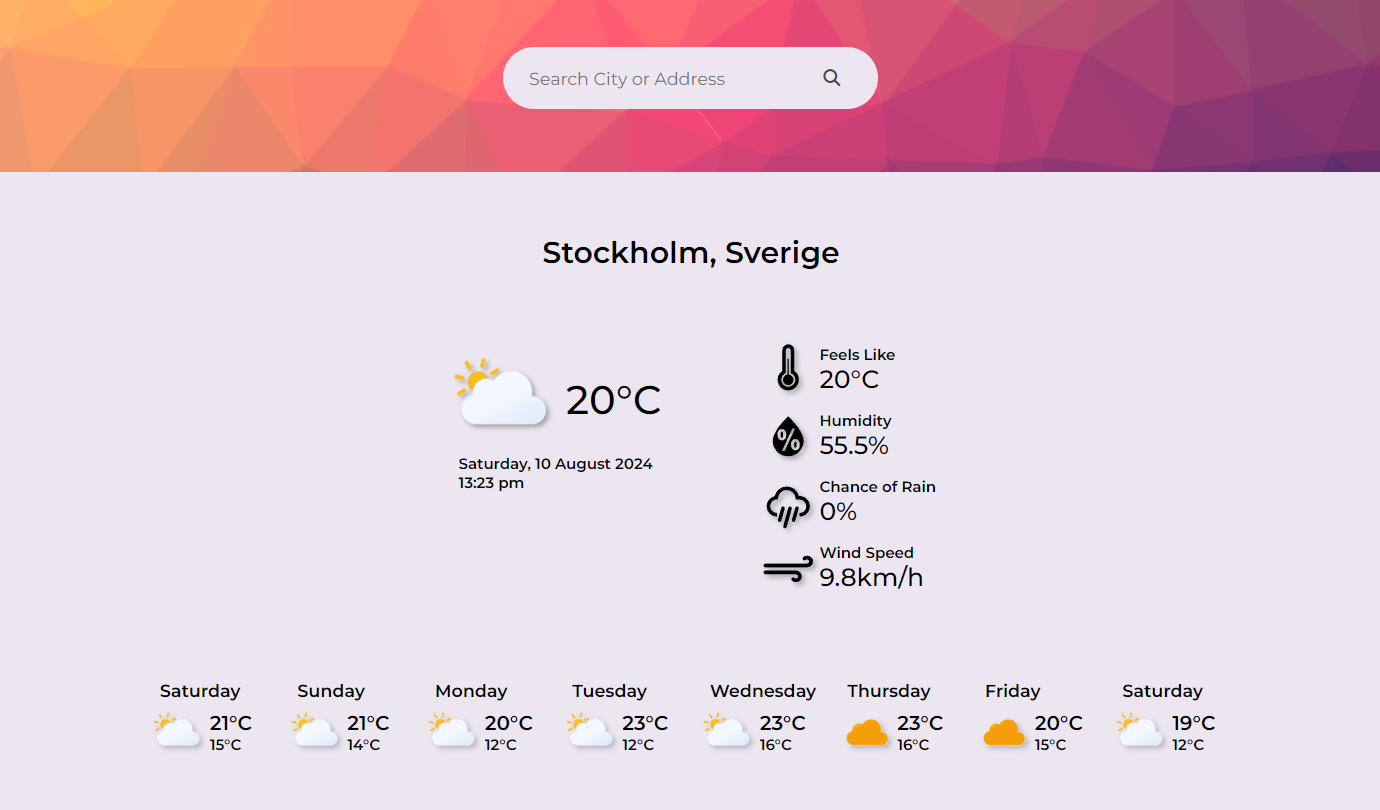 Search City or Address
Stockholm, Sverige
20°C
Saturday, 10 August 2024
13:23 pm
Feels Like
20°C
Humidity
%
55.5%
Chance of Rain
0%
Wind Speed
9.8km/h
Saturday
21°C
15°C
Sunday
21°C
14°C
Monday
20°C
12°C
Tuesday
23°C
12°C
Wednesday
23°C
16°C
Thursday
23°C
16°C
Friday
20°C
15°C
Saturday
19°C
12°C